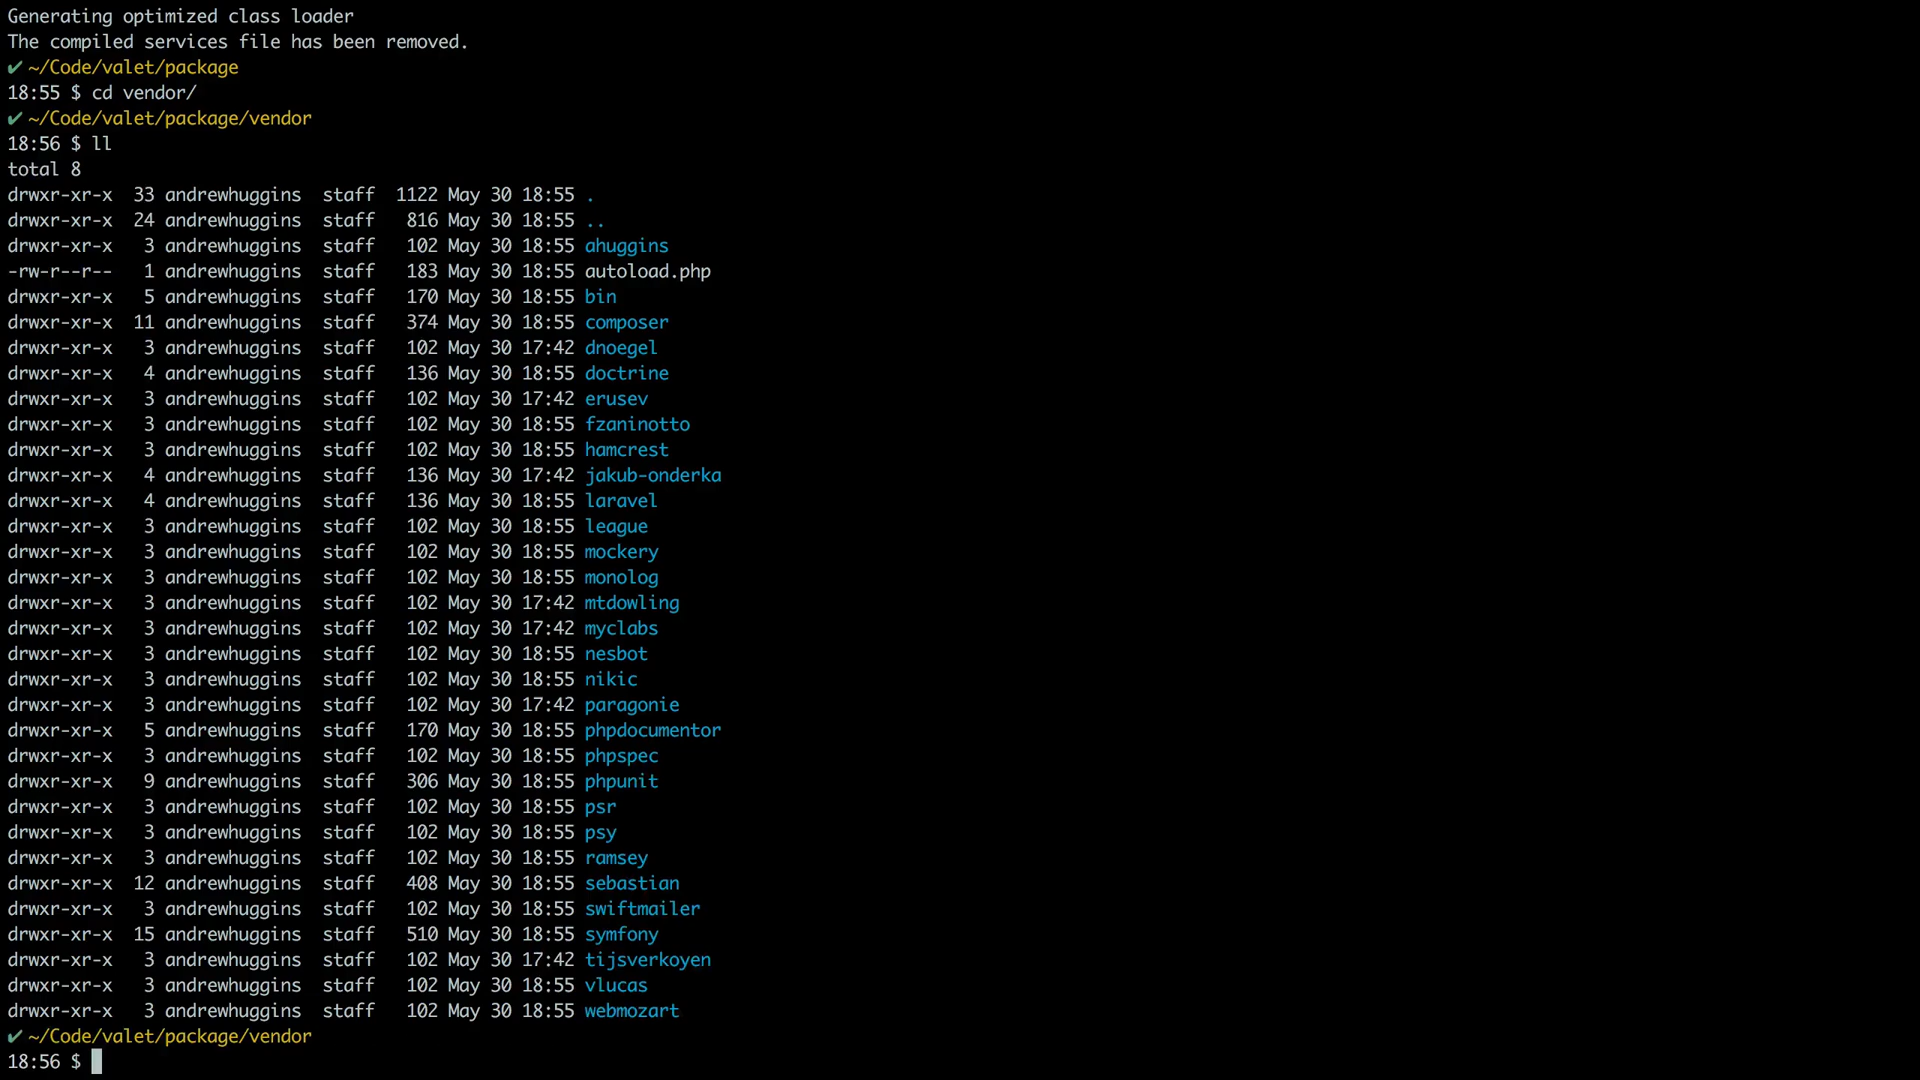 Generating optimized class loader
The compiled services file has been removed.
✔ ~/Code/valet/package
18:55 $ cd vendor/
✔ ~/Code/valet/package/vendor
18:56 $ ll
total 8
drwxr-xr-x  33 andrewhuggins  staff  1122 May 30 18:55 .
drwxr-xr-x  24 andrewhuggins  staff   816 May 30 18:55 ..
drwxr-xr-x   3 andrewhuggins  staff   102 May 30 18:55 ahuggins
-rw-r--r--   1 andrewhuggins  staff   183 May 30 18:55 autoload.php
drwxr-xr-x   5 andrewhuggins  staff   170 May 30 18:55 bin
drwxr-xr-x  11 andrewhuggins  staff   374 May 30 18:55 composer
drwxr-xr-x   3 andrewhuggins  staff   102 May 30 17:42 dnoegel
drwxr-xr-x   4 andrewhuggins  staff   136 May 30 18:55 doctrine
drwxr-xr-x   3 andrewhuggins  staff   102 May 30 17:42 erusev
drwxr-xr-x   3 andrewhuggins  staff   102 May 30 18:55 fzaninotto
drwxr-xr-x   3 andrewhuggins  staff   102 May 30 18:55 hamcrest
drwxr-xr-x   4 andrewhuggins  staff   136 May 30 17:42 jakub-onderka
drwxr-xr-x   4 andrewhuggins  staff   136 May 30 18:55 laravel
drwxr-xr-x   3 andrewhuggins  staff   102 May 30 18:55 league
drwxr-xr-x   3 andrewhuggins  staff   102 May 30 18:55 mockery
drwxr-xr-x   3 andrewhuggins  staff   102 May 30 18:55 monolog
drwxr-xr-x   3 andrewhuggins  staff   102 May 30 17:42 mtdowling
drwxr-xr-x   3 andrewhuggins  staff   102 May 30 17:42 myclabs
drwxr-xr-x   3 andrewhuggins  staff   102 May 30 18:55 nesbot
drwxr-xr-x   3 andrewhuggins  staff   102 May 30 18:55 nikic
drwxr-xr-x   3 andrewhuggins  staff   102 May 30 17:42 paragonie
drwxr-xr-x   5 andrewhuggins  staff   170 May 30 18:55 phpdocumentor
drwxr-xr-x   3 andrewhuggins  staff   102 May 30 18:55 phpspec
drwxr-xr-x   9 andrewhuggins  staff   306 May 30 18:55 phpunit
drwxr-xr-x   3 andrewhuggins  staff   102 May 30 18:55 psr
drwxr-xr-x   3 andrewhuggins  staff   102 May 30 18:55 psy
drwxr-xr-x   3 andrewhuggins  staff   102 May 30 18:55 ramsey
drwxr-xr-x  12 andrewhuggins  staff   408 May 30 18:55 sebastian
drwxr-xr-x   3 andrewhuggins  staff   102 May 30 18:55 swiftmailer
drwxr-xr-x  15 andrewhuggins  staff   510 May 30 18:55 symfony
drwxr-xr-x   3 andrewhuggins  staff   102 May 30 17:42 tijsverkoyen
drwxr-xr-x   3 andrewhuggins  staff   102 May 30 18:55 vlucas
drwxr-xr-x   3 andrewhuggins  staff   102 May 30 18:55 webmozart
✔ ~/Code/valet/package/vendor
18:56 $